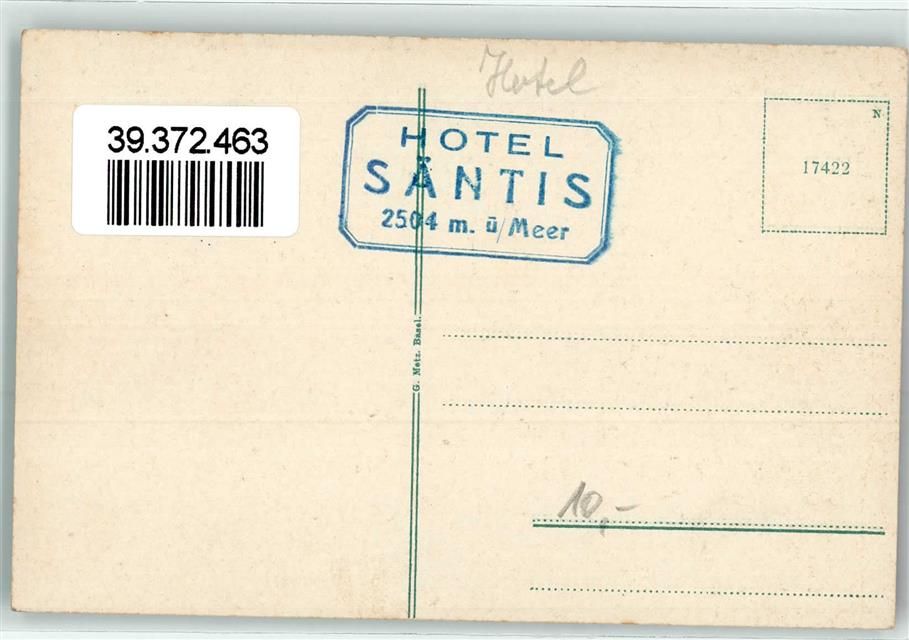 Hotel
39.372.463
HOTEL
SÄNTIS
2504 m. ü/Meer
N
17422
G. Metz. Basel.
10,-